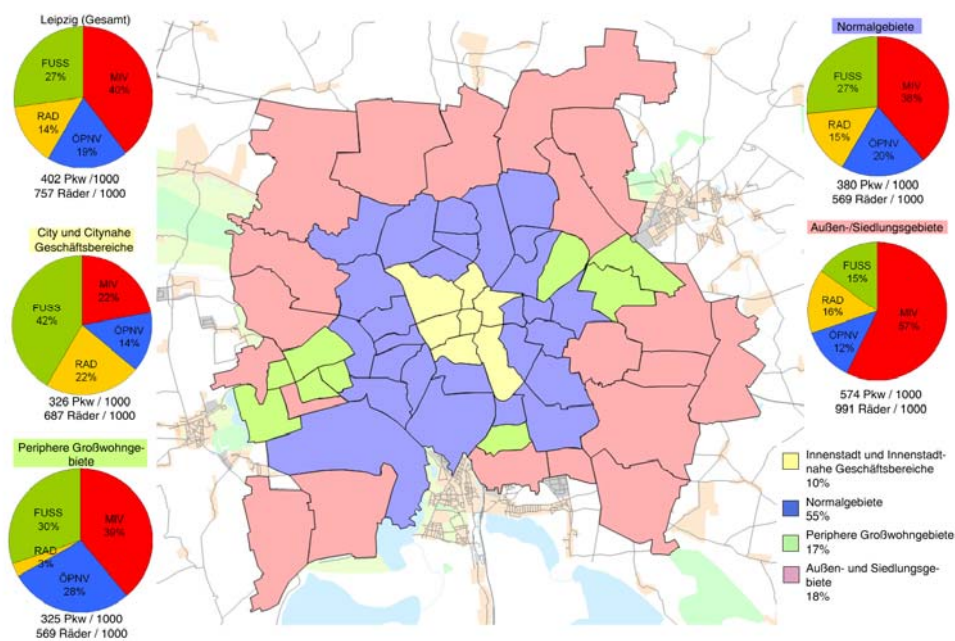 Leipzig (Gesamt)
FUSS
27%
MIV
40%
RAD
14%
ÖPNV
19%
402 Pkw /1000
757 Räder / 1000
City und Citynahe
Geschäftsbereiche
MIV
22%
FUSS
42%
ÖPNV
14%
RAD
22%
326 Pkw / 1000
687 Räder / 1000
Periphere Großwohnge-
biete
FUSS
30%
MIV
39%
RAD
3%
ÖPNV
28%
325 Pkw / 1000
569 Räder / 1000
Normalgebiete
FUSS
27%
MIV
38%
RAD
15%
ÖPNV
20%
380 Pkw / 1000
569 Räder / 1000
Außen-/Siedlungsgebiete
FUSS
15%
RAD
16%
MIV
57%
ÖPNV
12%
574 Pkw / 1000
991 Räder / 1000
Innenstadt und Innenstadt-
nahe Geschäftsbereiche
10%
Normalgebiete
55%
Periphere Großwohngebiete
17%
Außen- und Siedlungsge-
biete
18%